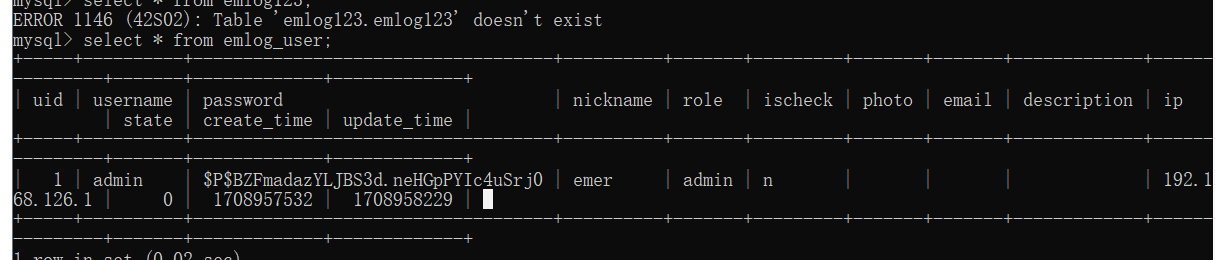 mysql> select * from emlog123;
ERROR 1146 (42S02): Table 'emlog123.emlog123' doesn't exist
mysql> select * from emlog_user;
+-----+----------+------------------------------------+----------+-------+---------+-------+-------+-------------+------
---------+-------+-------------+-------------+
| uid | username | password | nickname | role | ischeck | photo | email | description | ip
| state | create_time | update_time |
+-----+----------+------------------------------------+----------+-------+---------+-------+-------+-------------+------
---------+-------+-------------+-------------+
| 1 | admin | $P$BZFmadazYLJBS3d.neHGpPYIc4uSrj0 | emer | admin | n | | | | 192.1
68.126.1 | 0 | 1708957532 | 1708958229 |
+-----+----------+------------------------------------+----------+-------+---------+-------+-------+-------------+------
---------+-------+-------------+-------------+
1 row in set (0.02 sec)